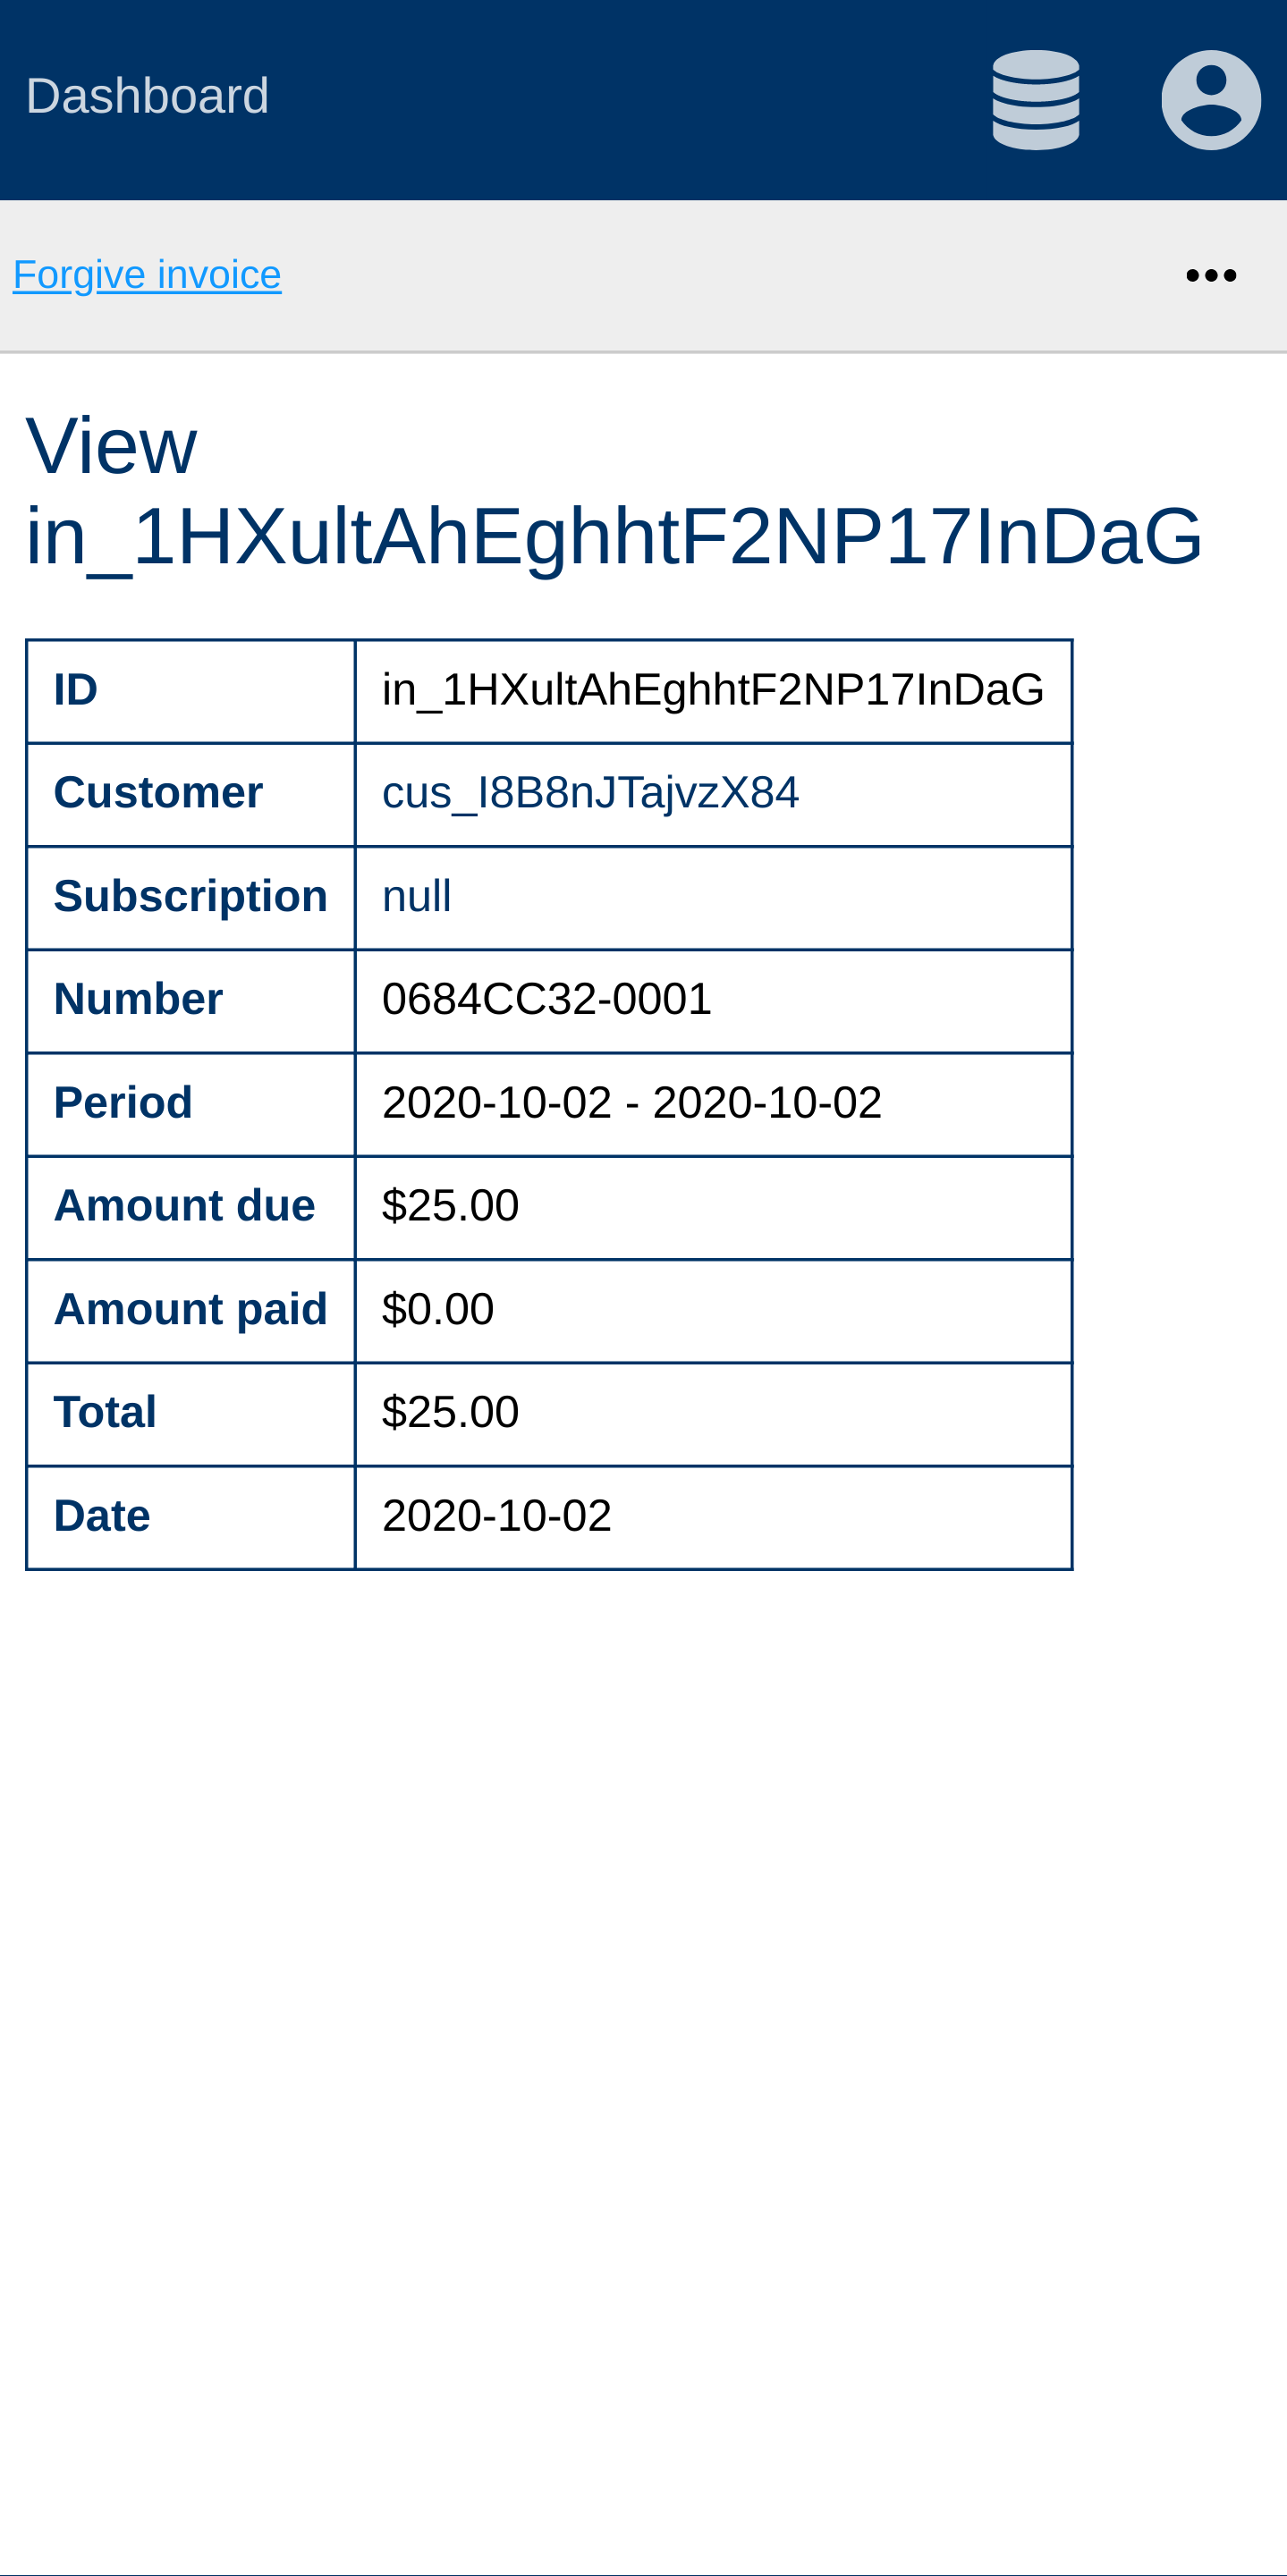 Dashboard
Forgive invoice
View
in_1HXultAhEghhtF2NP17InDaG
ID in_1HXultAhEghhtF2NP17InDaG
Customer cus_I8B8nJTajvzX84
Subscription null
Number 0684CC32-0001
Period 2020-10-02 - 2020-10-02
Amount due $25.00
Amount paid $0.00
Total $25.00
Date 2020-10-02